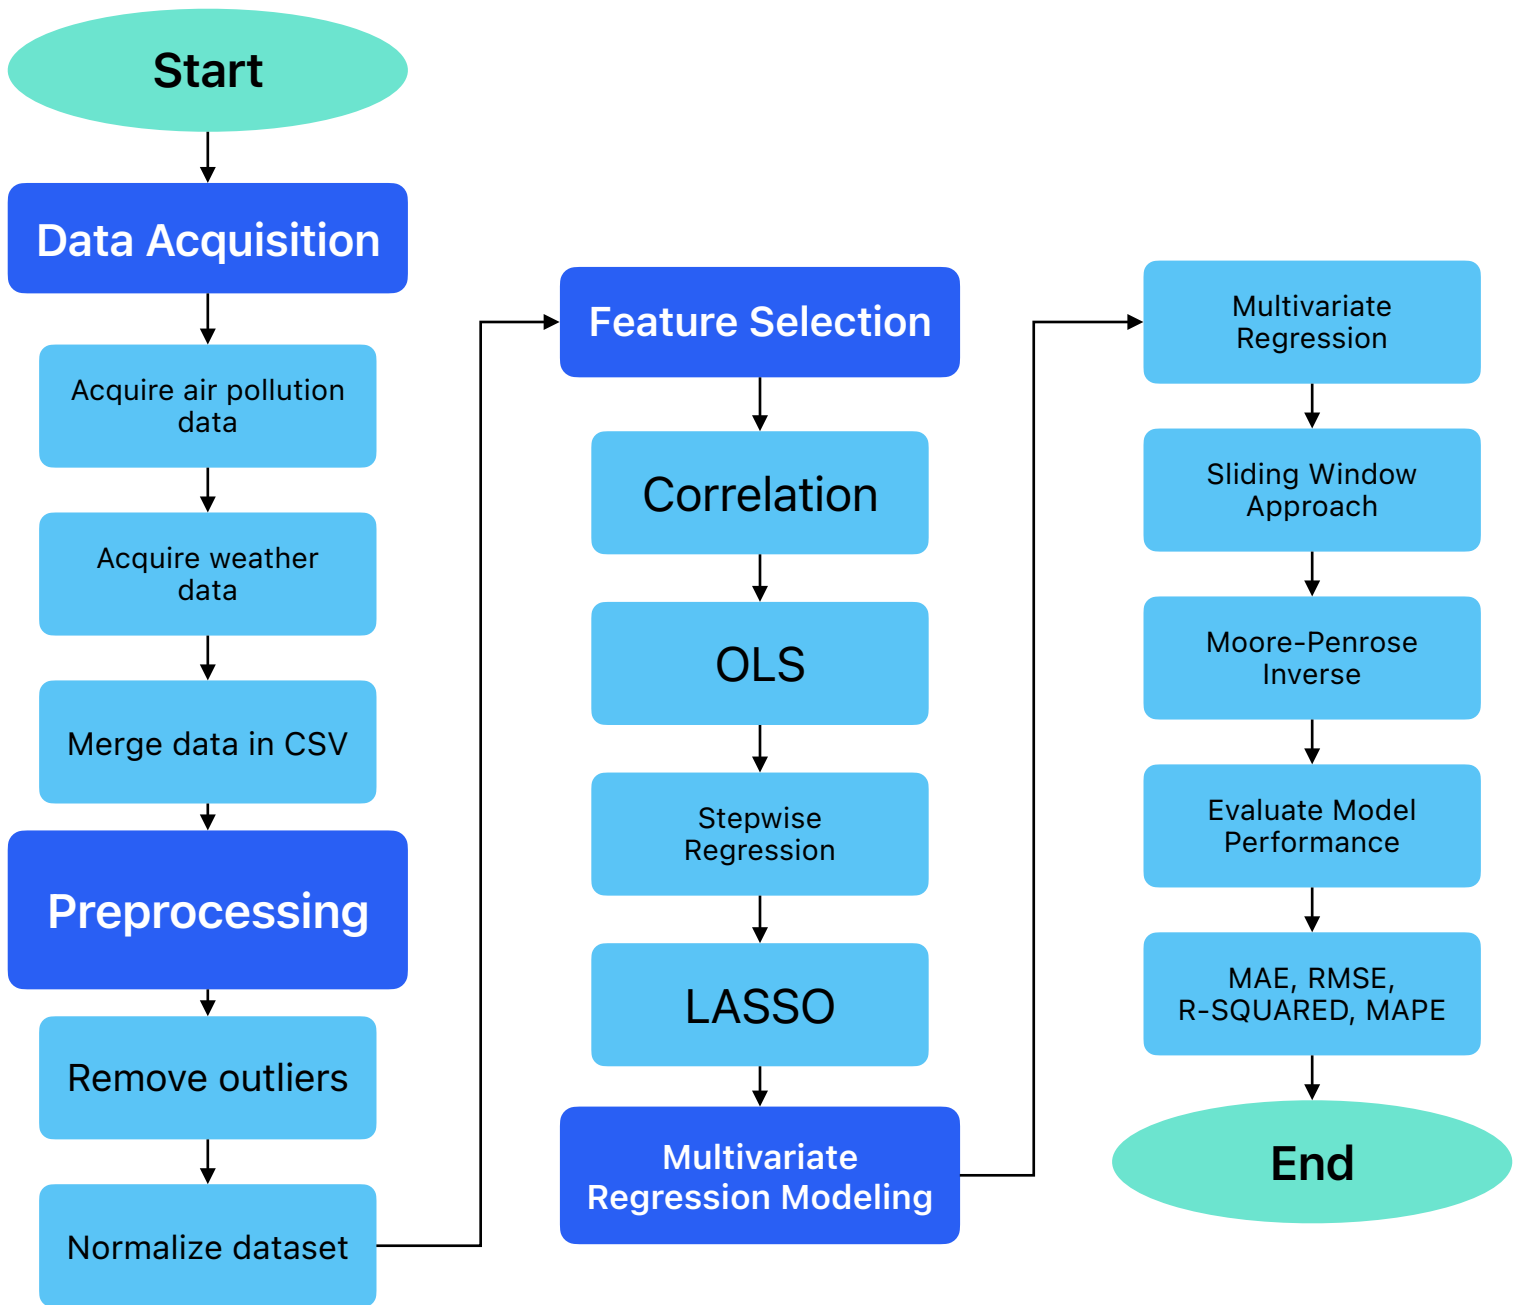 Start
Data Acquisition
Acquire air pollution
data
Acquire weather
data
Merge data in CSV
Preprocessing
Remove outliers
Normalize dataset
Feature Selection
Correlation
OLS
Stepwise
Regression
LASSO
Multivariate
Regression Modeling
Multivariate
Regression
Sliding Window
Approach
Moore-Penrose
Inverse
Evaluate Model
Performance
MAE, RMSE,
R-SQUARED, MAPE
End